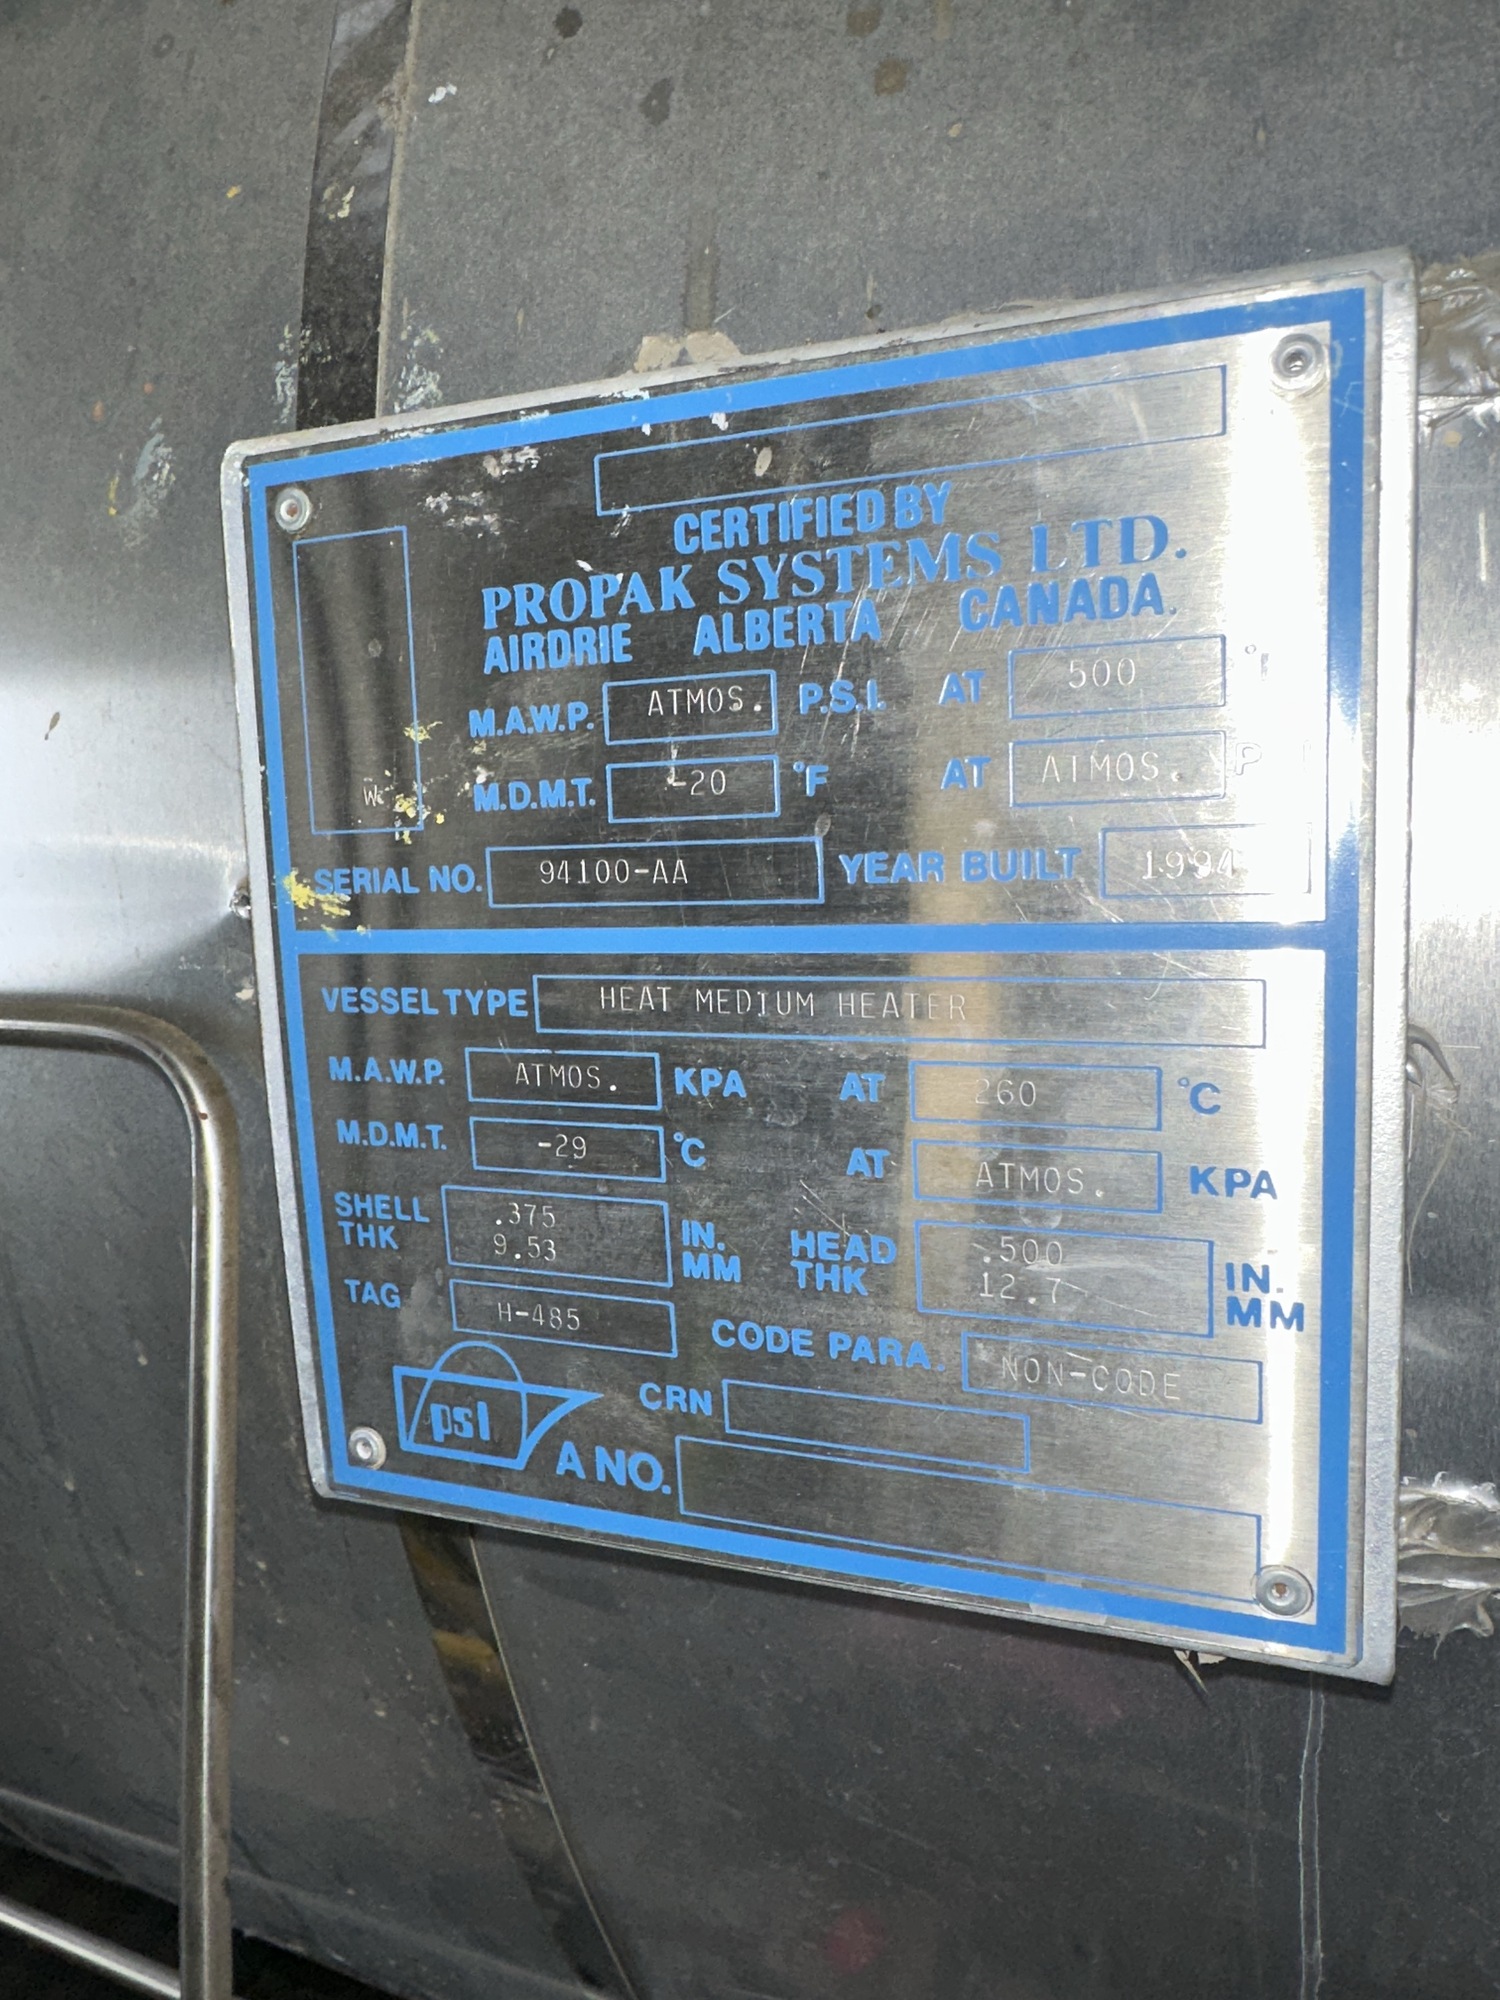 CERTIFIED BY
PROPAK SYSTEMS LTD.
AIRDRIE ALBERTA CANADA.
M.A.W.P. ATMOS. P.S.I. AT 500 °F
M.D.M.T. -20 °F AT ATMOS. P
SERIAL NO. 94100-AA YEAR BUILT 1994
VESSEL TYPE HEAT MEDIUM HEATER
M.A.W.P. ATMOS. KPA AT 260 °C
M.D.M.T. -29 °C AT ATMOS. KPA
SHELL THK .375 IN. HEAD THK .500 IN.
9.53 MM 12.7 MM
TAG H-485 CODE PARA. NON-CODE
psl CRN
A NO.